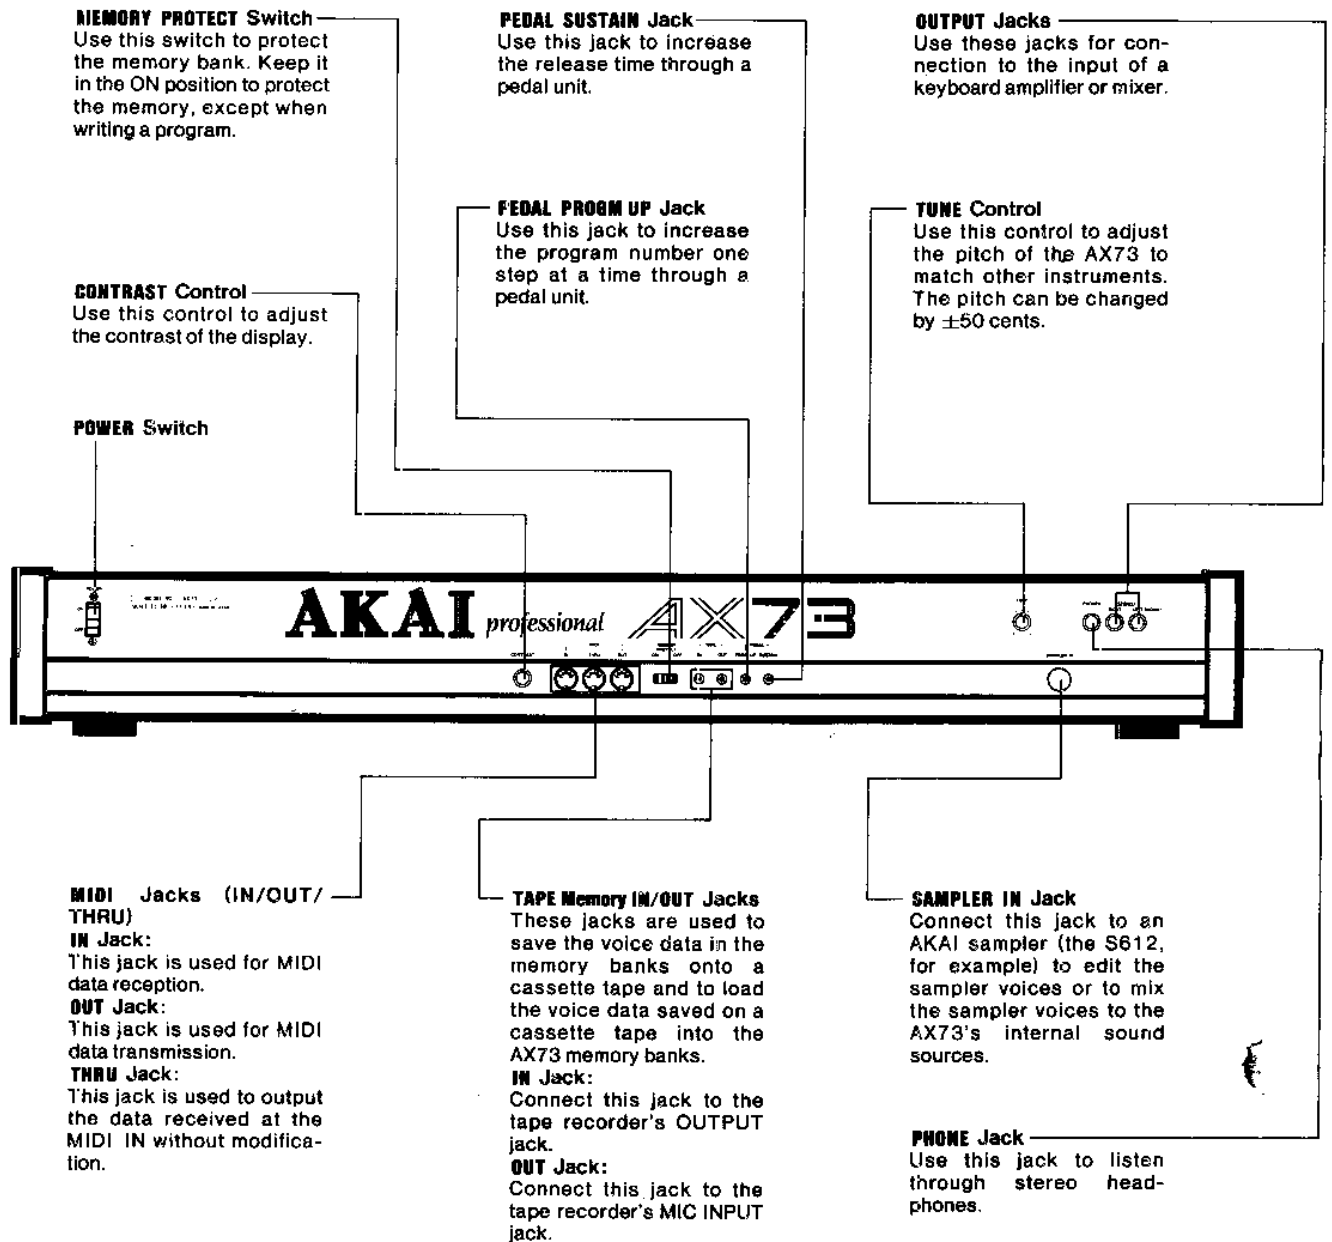 MEMORY PROTECT Switch
Use this switch to protect
the memory bank. Keep it
in the ON position to protect
the memory, except when
writing a program.
CONTRAST Control
Use this control to adjust
the contrast of the display.
POWER Switch
PEDAL SUSTAIN Jack
Use this jack to increase
the release time through a
pedal unit.
PEDAL PROGM UP Jack
Use this jack to increase
the program number one
step at a time through a
pedal unit.
OUTPUT Jacks
Use these jacks for con-
nection to the input of a
keyboard amplifier or mixer.
TUNE Control
Use this control to adjust
the pitch of the AX73 to
match other instruments.
The pitch can be changed
by ±50 cents.
AKAI professional AX73
MIDI Jacks (IN/OUT/
THRU)
IN Jack:
This jack is used for MIDI
data reception.
OUT Jack:
This jack is used for MIDI
data transmission.
THRU Jack:
This jack is used to output
the data received at the
MIDI IN without modifica-
tion.
TAPE Memory IN/OUT Jacks
These jacks are used to
save the voice data in the
memory banks onto a
cassette tape and to load
the voice data saved on a
cassette tape into the
AX73 memory banks.
IN Jack:
Connect this jack to the
tape recorder's OUTPUT
jack.
OUT Jack:
Connect this jack to the
tape recorder's MIC INPUT
jack.
SAMPLER IN Jack
Connect this jack to an
AKAI sampler (the S612,
for example) to edit the
sampler voices or to mix
the sampler voices to the
AX73's internal sound
sources.
PHONE Jack
Use this jack to listen
through stereo head-
phones.